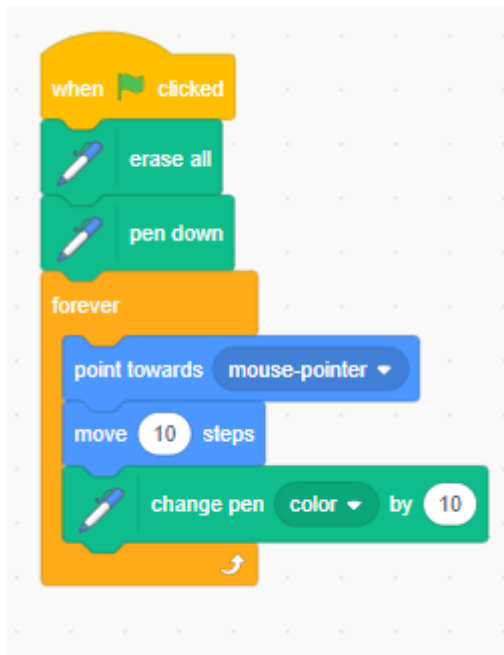 when clicked
erase all
pen down
forever
point towards mouse-pointer
move 10 steps
change pen color by 10